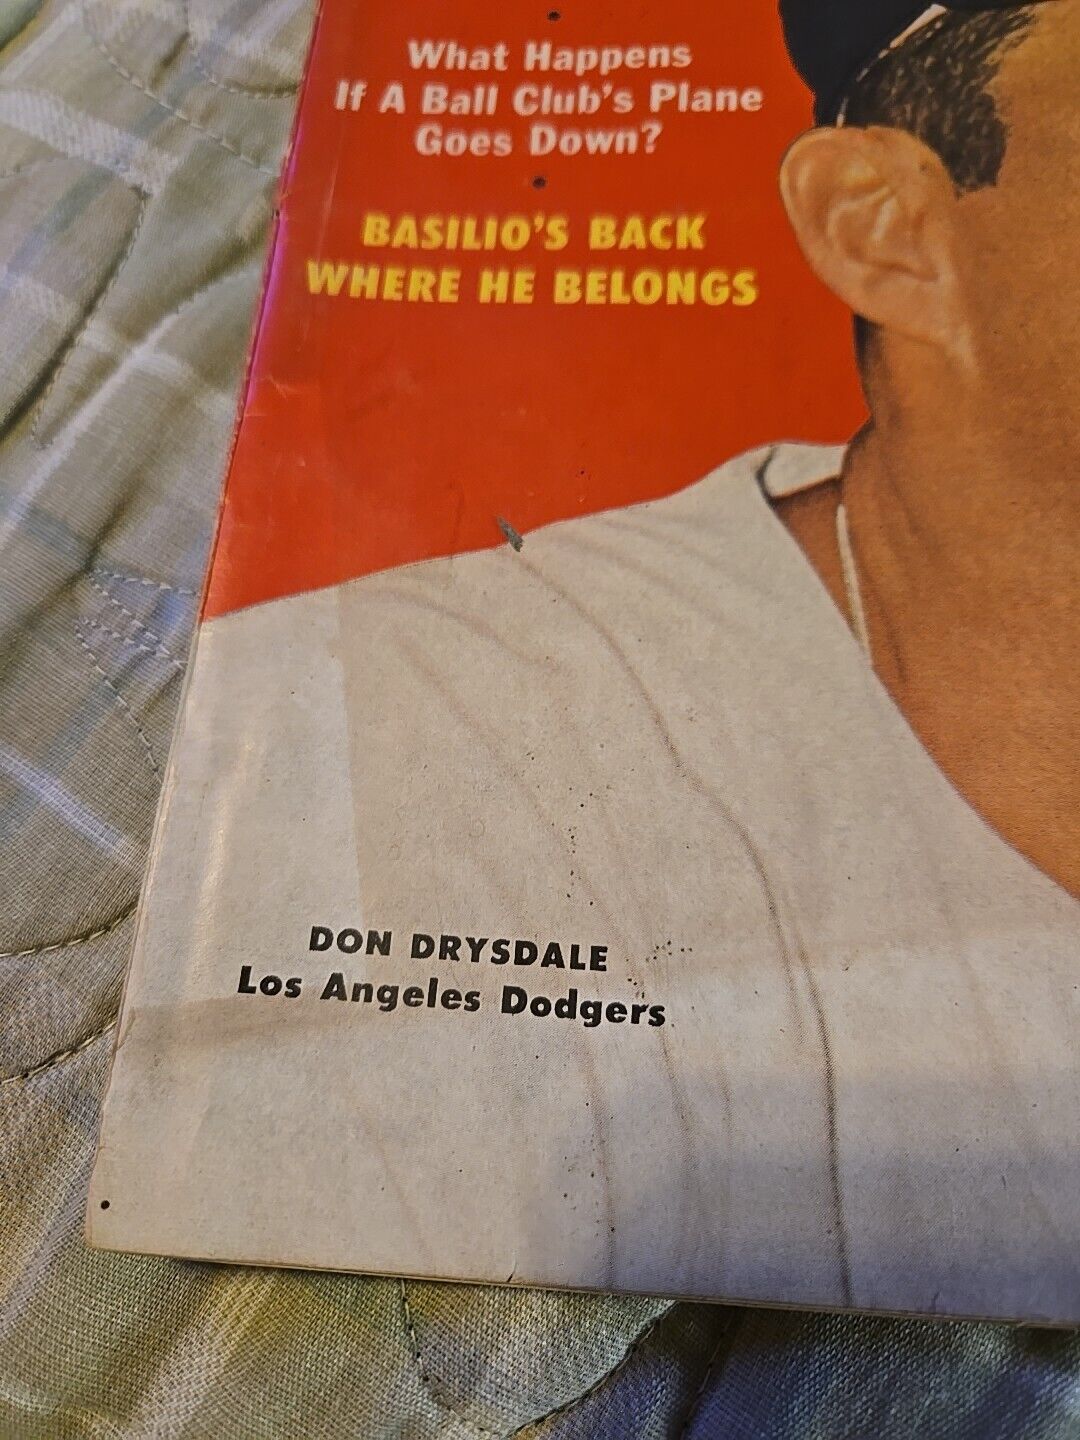 What Happens
If A Ball Club's Plane
Goes Down?
BASILIO'S BACK
WHERE HE BELONGS
DON DRYSDALE
Los Angeles Dodgers